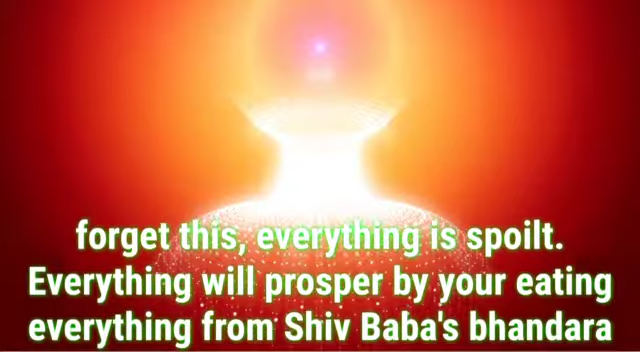 forget this, everything is spoilt.
Everything will prosper by your eating
everything from Shiv Baba's bhandara